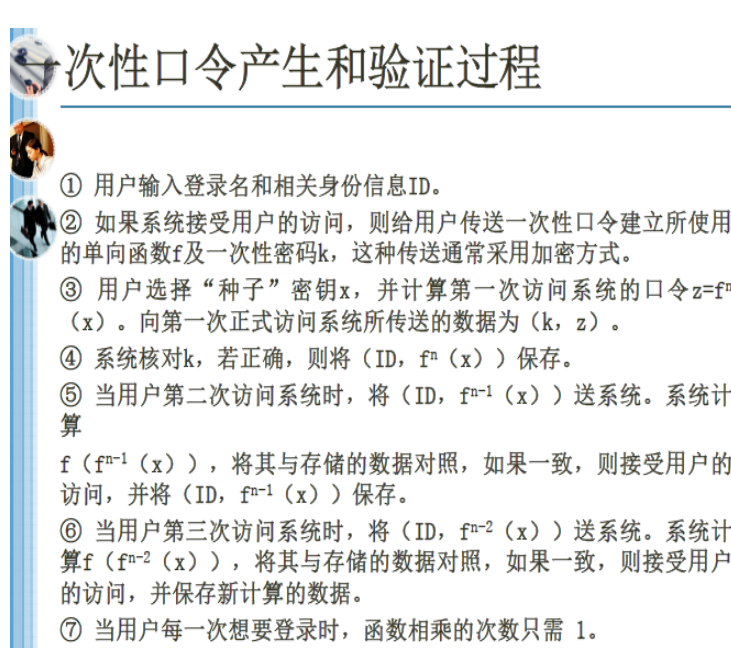 一次性口令产生和验证过程
① 用户输入登录名和相关身份信息ID。
② 如果系统接受用户的访问，则给用户传送一次性口令建立所使用
的单向函数f及一次性密码k，这种传送通常采用加密方式。
③ 用户选择“种子”密钥x，并计算第一次访问系统的口令z=fⁿ
（x）。向第一次正式访问系统所传送的数据为（k，z）。
④ 系统核对k，若正确，则将（ID，fⁿ（x））保存。
⑤ 当用户第二次访问系统时，将（ID，fⁿ⁻¹（x））送系统。系统计
算
f（fⁿ⁻¹（x）），将其与存储的数据对照，如果一致，则接受用户的
访问，并将（ID，fⁿ⁻¹（x））保存。
⑥ 当用户第三次访问系统时，将（ID，fⁿ⁻²（x））送系统。系统计
算f（fⁿ⁻²（x）），将其与存储的数据对照，如果一致，则接受用户
的访问，并保存新计算的数据。
⑦ 当用户每一次想要登录时，函数相乘的次数只需 1。